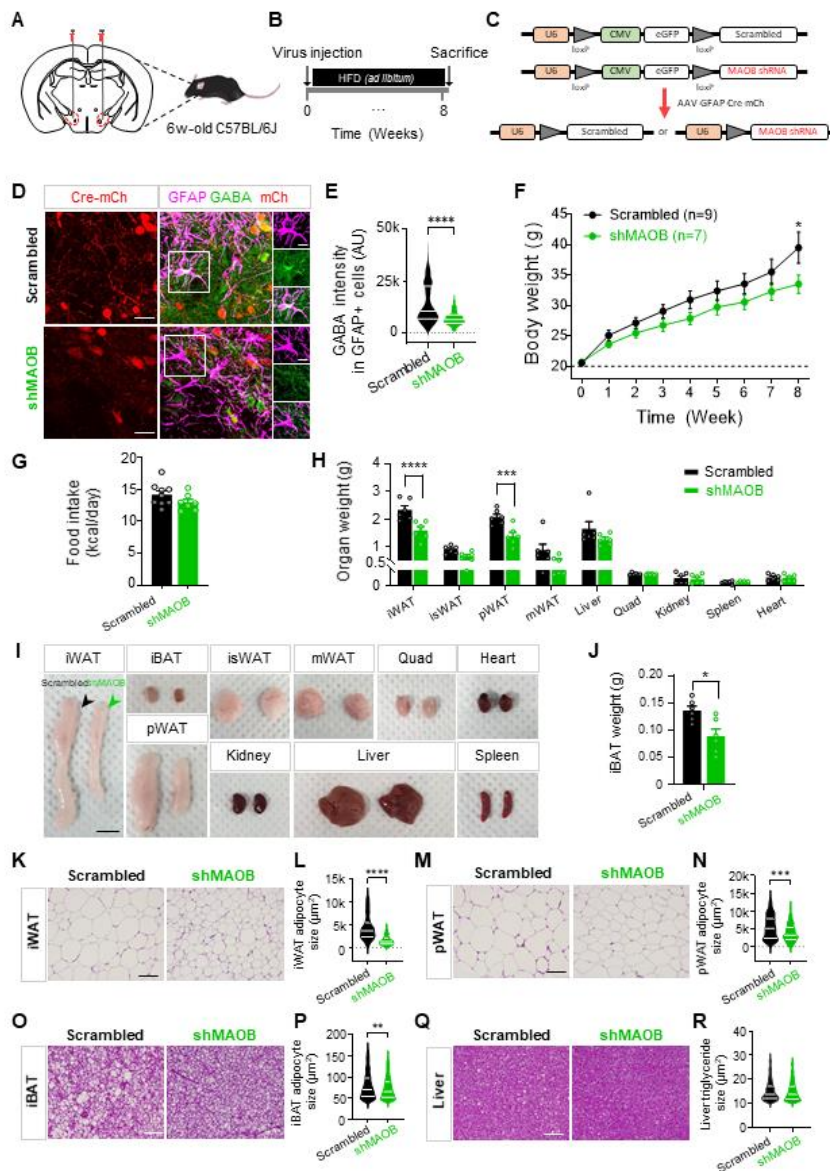 A
6w-old C57BL/6J
B
Virus injection
Sacrifice
HFD (ad libitum)
0
...
8
Time (Weeks)
C
U6
CMV
eGFP
Scrambled
loxP
loxP
U6
CMV
eGFP
MAOB shRNA
loxP
loxP
AAV-GFAP-Cre-mCh
U6
Scrambled
or
U6
MAOB shRNA
D
Cre-mCh
GFAP GABA mCh
Scrambled
shMAOB
E
GABA intensity
in GFAP+ cells (AU)
50k
25k
0
****
Scrambled
shMAOB
F
Body weight (g)
45
40
35
30
25
20
15
Scrambled (n=9)
shMAOB (n=7)
*
0 1 2 3 4 5 6 7 8
Time (Week)
G
Food intake
(kcal/day)
20
15
10
5
0
Scrambled
shMAOB
H
Organ weight (g)
4
3
2
1
0.5
0
****
***
Scrambled
shMAOB
iWAT
isWAT
pWAT
mWAT
Liver
Quad
Kidney
Spleen
Heart
I
iWAT
iBAT
isWAT
mWAT
Quad
Heart
Scrambled shMAOB
pWAT
Kidney
Liver
Spleen
J
iBAT weight (g)
0.20
0.15
0.10
0.05
0.00
*
Scrambled
shMAOB
K
Scrambled
shMAOB
iWAT
L
iWAT adipocyte
size (µm⁻²)
15k
10k
5k
0
****
Scrambled
shMAOB
M
Scrambled
shMAOB
pWAT
N
pWAT adipocyte
size (µm⁻²)
20k
15k
10k
5k
0
***
Scrambled
shMAOB
O
Scrambled
shMAOB
iBAT
P
iBAT adipocyte
size (µm⁻²)
200
150
100
50
0
**
Scrambled
shMAOB
Q
Scrambled
shMAOB
Liver
R
Liver triglyceride
size (µm⁻²)
40
30
20
10
0
Scrambled
shMAOB